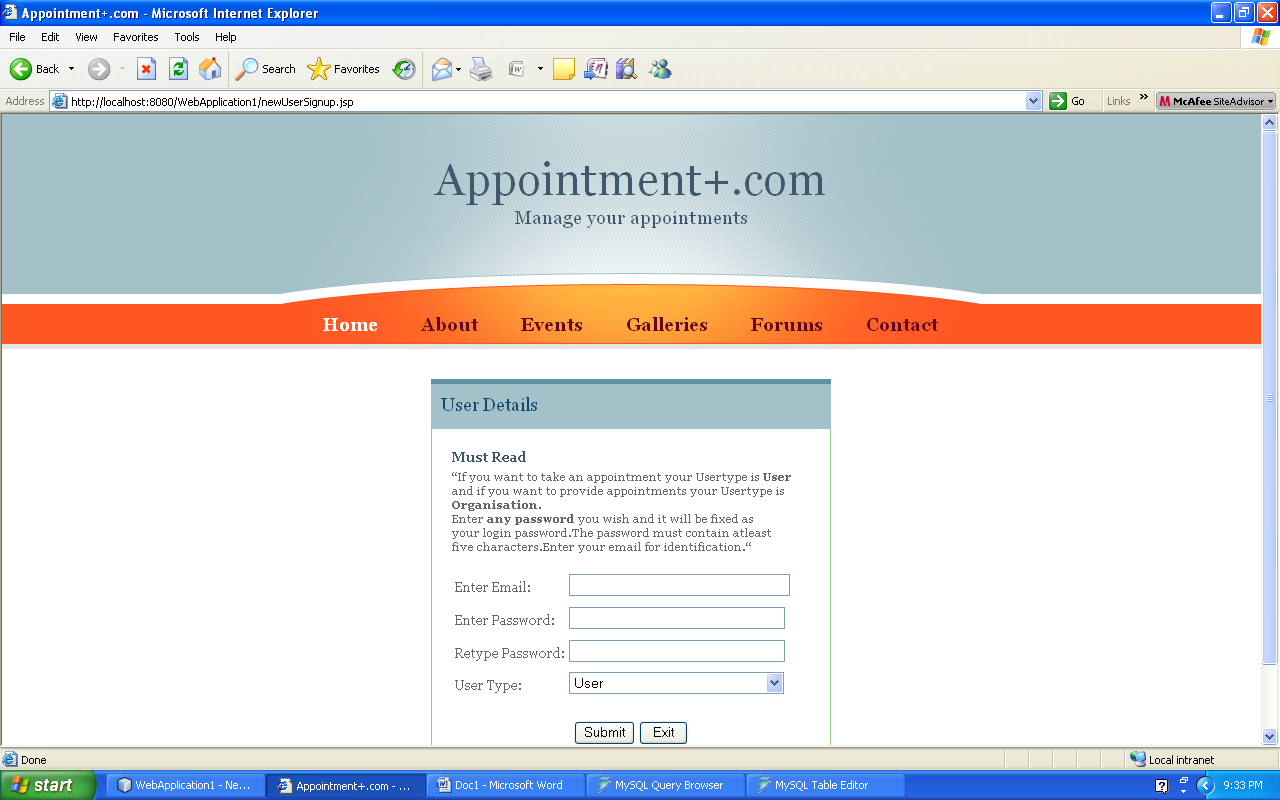 Appointment+.com - Microsoft Internet Explorer
File Edit View Favorites Tools Help
Back Search Favorites
Address http://localhost:8080/WebApplication1/newUserSignup.jsp Go Links » McAfee SiteAdvisor
Appointment+.com
Manage your appointments
Home About Events Galleries Forums Contact
User Details
Must Read
“If you want to take an appointment your Usertype is User
and if you want to provide appointments your Usertype is
Organisation.
Enter any password you wish and it will be fixed as
your login password.The password must contain atleast
five characters.Enter your email for identification.“
Enter Email:
Enter Password:
Retype Password:
User Type: User
Submit Exit
Done Local intranet
start WebApplication1 - Ne... Appointment+.com - ... Doc1 - Microsoft Word MySQL Query Browser MySQL Table Editor 9:33 PM